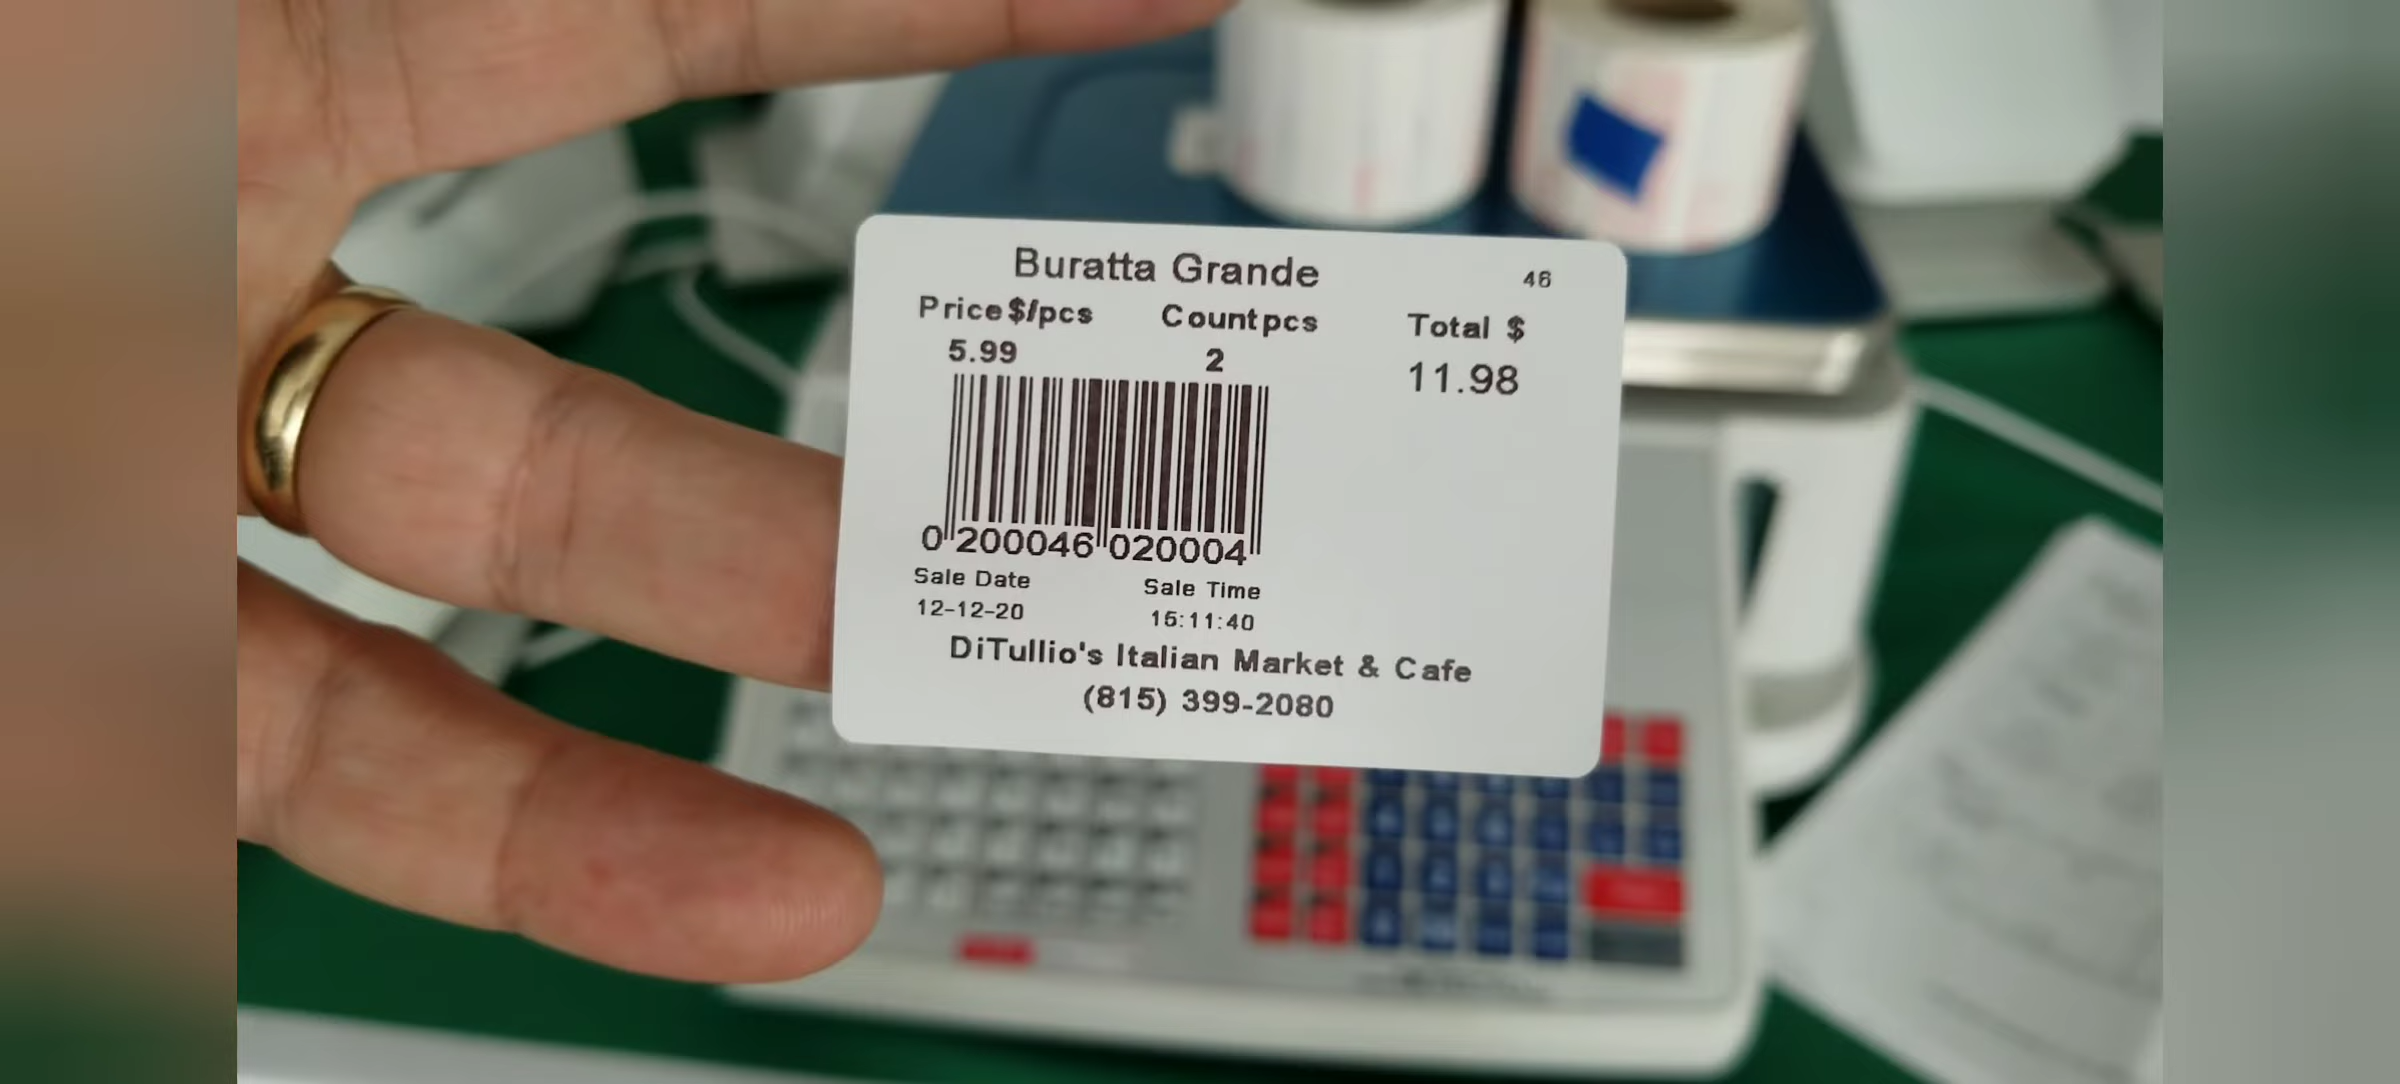 Buratta Grande 46
Price $/pcs Count pcs Total $
5.99 2 11.98
0 200046 020004
Sale Date Sale Time
12-12-20 15:11:40
DiTullio's Italian Market & Cafe
(815) 399-2080